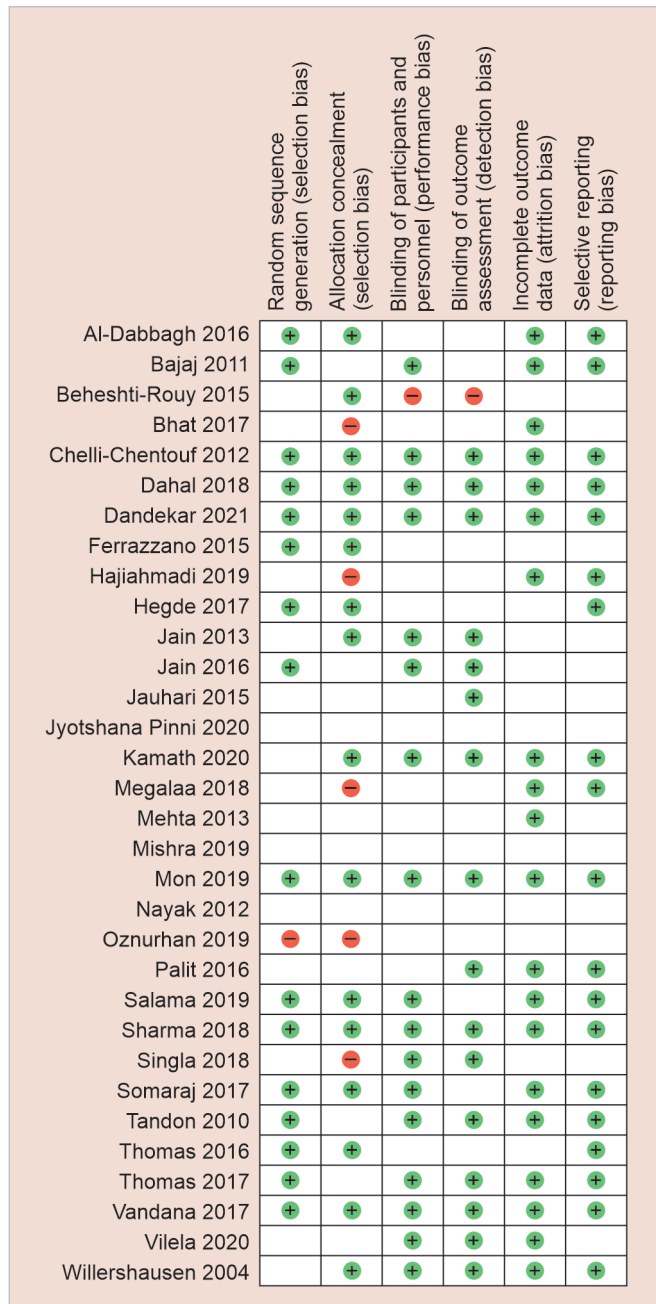 Random sequence
generation (selection bias)
Allocation concealment
(selection bias)
Blinding of participants and
personnel (performance bias)
Blinding of outcome
assessment (detection bias)
Incomplete outcome
data (attrition bias)
Selective reporting
(reporting bias)
Al-Dabbagh 2016 + + + +
Bajaj 2011 + + + +
Beheshti-Rouy 2015 + − −
Bhat 2017 − +
Chelli-Chentouf 2012 + + + + + +
Dahal 2018 + + + + + +
Dandekar 2021 + + + + + +
Ferrazzano 2015 + +
Hajiahmadi 2019 − + +
Hegde 2017 + + +
Jain 2013 + + +
Jain 2016 + + +
Jauhari 2015 +
Jyotshana Pinni 2020
Kamath 2020 + + + + +
Megalaa 2018 − + +
Mehta 2013 +
Mishra 2019
Mon 2019 + + + + + +
Nayak 2012
Oznurhan 2019 − −
Palit 2016 + + +
Salama 2019 + + + + +
Sharma 2018 + + + + + +
Singla 2018 − + +
Somaraj 2017 + + + + +
Tandon 2010 + + + + +
Thomas 2016 + + +
Thomas 2017 + + + + +
Vandana 2017 + + + + + +
Vilela 2020 + + +
Willershausen 2004 + + + + +